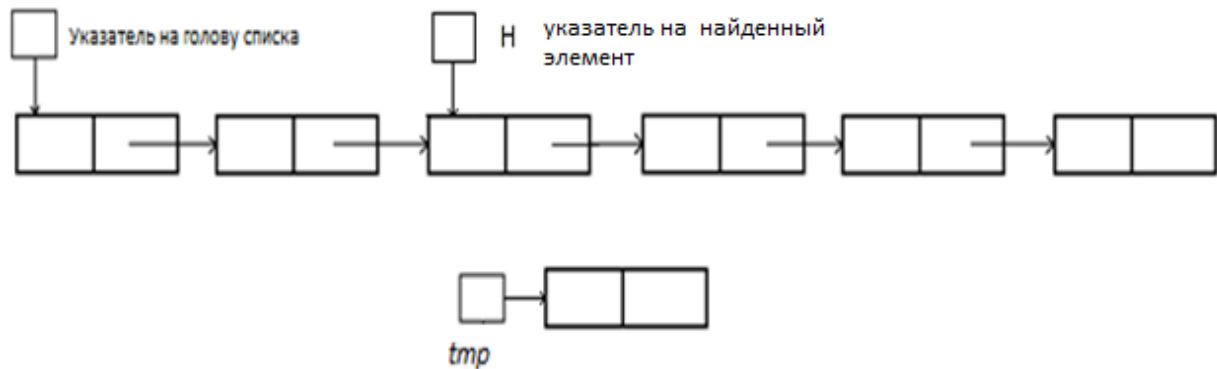 Указатель на голову списка
Н указатель на найденный
элемент
tmp